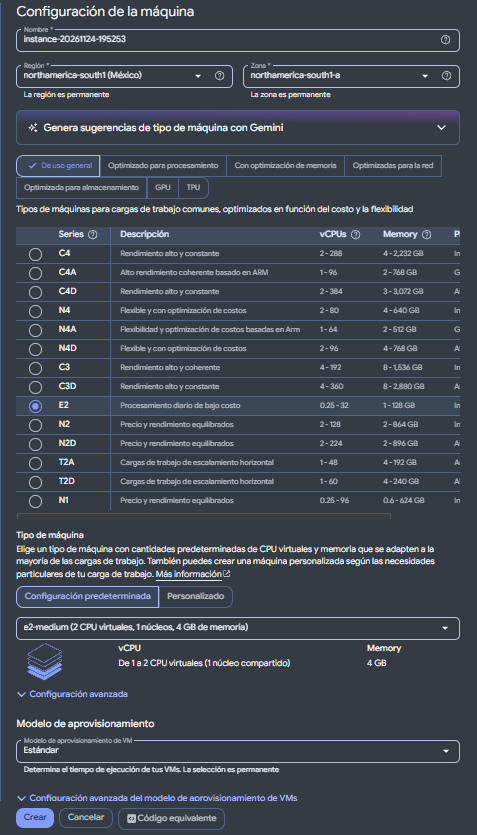 Configuración de la máquina
Nombre *
instance-20261124-195253
Región *
northamerica-south1 (México)
La región es permanente
Zona *
northamerica-south1-a
La zona es permanente
Genera sugerencias de tipo de máquina con Gemini
De uso general Optimizado para procesamiento Con optimización de memoria Optimizadas para la red
Optimizada para almacenamiento GPU TPU
Tipos de máquinas para cargas de trabajo comunes, optimizados en función del costo y la flexibilidad
Series Descripción vCPUs Memory P
C4 Rendimiento alto y constante 2 - 288 4 - 2,232 GB In
C4A Alto rendimiento coherente basado en ARM 1 - 96 2 - 768 GB G
C4D Rendimiento alto y constante 2 - 384 3 - 3,072 GB Al
N4 Flexible y con optimización de costos 2 - 80 4 - 640 GB In
N4A Flexibilidad y optimización de costos basadas en Arm 1 - 64 2 - 512 GB G
N4D Flexible y con optimización de costos 2 - 96 4 - 768 GB Al
C3 Rendimiento alto y coherente 4 - 192 8 - 1,536 GB In
C3D Rendimiento alto y constante 4 - 360 8 - 2,880 GB Al
E2 Procesamiento diario de bajo costo 0.25 - 32 1 - 128 GB In
N2 Precio y rendimiento equilibrados 2 - 128 2 - 864 GB In
N2D Precio y rendimiento equilibrados 2 - 224 2 - 896 GB Al
T2A Cargas de trabajo de escalamiento horizontal 1 - 48 4 - 192 GB Al
T2D Cargas de trabajo de escalamiento horizontal 1 - 60 4 - 240 GB Al
N1 Precio y rendimiento equilibrados 0.25 - 96 0.6 - 624 GB In
Tipo de máquina
Elige un tipo de máquina con cantidades predeterminadas de CPU virtuales y memoria que se adapten a la
mayoría de las cargas de trabajo. También puedes crear una máquina personalizada según las necesidades
particulares de tu carga de trabajo. Más información
Configuración predeterminada Personalizado
e2-medium (2 CPU virtuales, 1 núcleos, 4 GB de memoria)
vCPU Memory
De 1 a 2 CPU virtuales (1 núcleo compartido) 4 GB
Configuración avanzada
Modelo de aprovisionamiento
Modelo de aprovisionamiento de VM
Estándar
Determina el tiempo de ejecución de tus VMs. La selección es permanente
Configuración avanzada del modelo de aprovisionamiento de VMs
Crear Cancelar Código equivalente